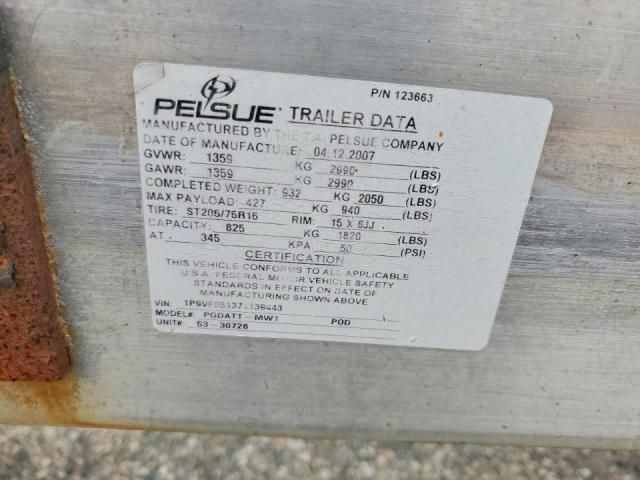 P/N 123663
PELSUE TRAILER DATA
MANUFACTURED BY THE T.A. PELSUE COMPANY
DATE OF MANUFACTURE: 04.12.2007
GVWR: 1359 KG 2990 (LBS)
GAWR: 1359 KG 2990 (LBS)
COMPLETED WEIGHT: 932 KG 2050 (LBS)
MAX PAYLOAD: 427 KG 940 (LBS)
TIRE: ST205/75R15 RIM: 15 X 5JJ
CAPACITY: 825 KG 1820 (LBS)
AT 345 KPA 50 (PSI)
CERTIFICATION
THIS VEHICLE CONFORMS TO ALL APPLICABLE
U.S.A. FEDERAL MOTOR VEHICLE SAFETY
STANDARDS IN EFFECT ON DATE OF
MANUFACTURING SHOWN ABOVE.
VIN:
MODEL# PODATT-MW1 POD
UNIT# 53-30726